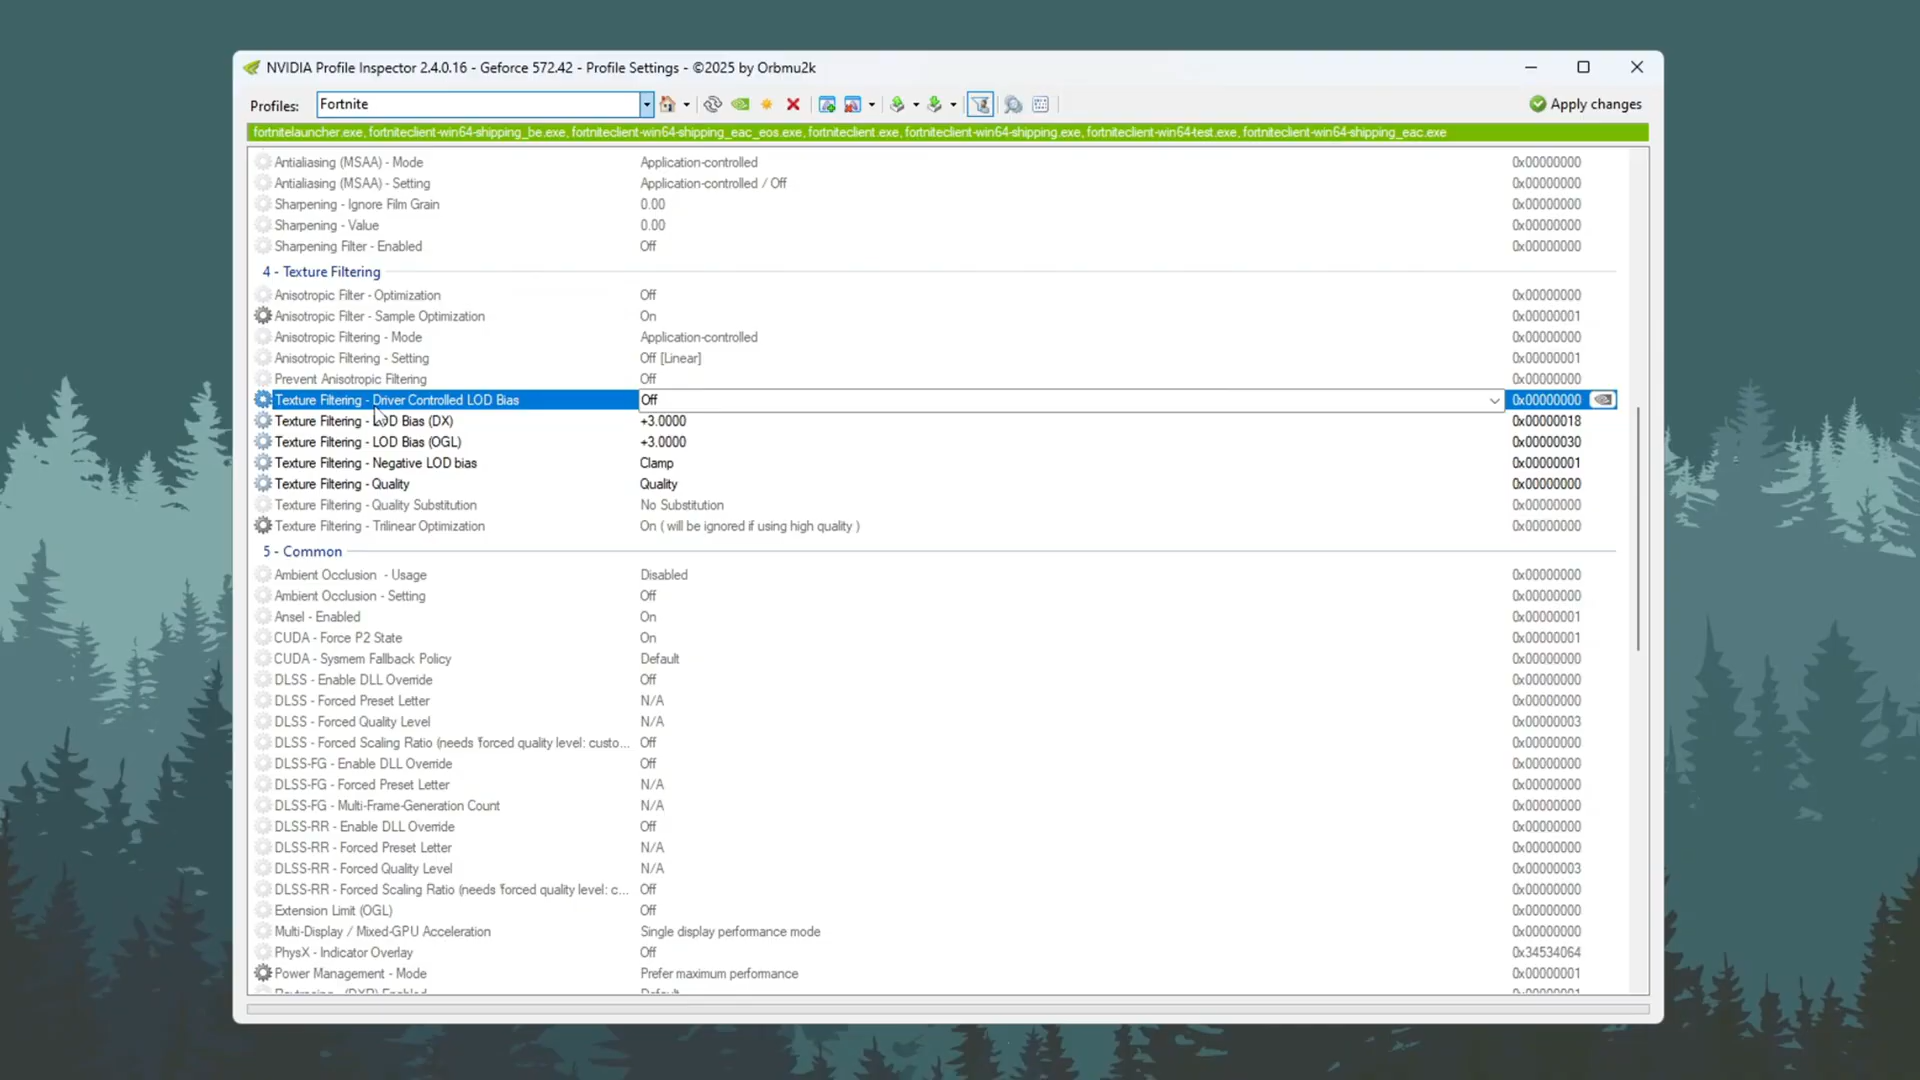 NVIDIA Profile Inspector 2.4.0.16 - Geforce 572.42 - Profile Settings - ©2025 by Orbmu2k
Profiles: Fortnite Apply changes
fortnitelauncher.exe, fortniteclient-win64-shipping_be.exe, fortniteclient-win64-shipping_eac_eos.exe, fortniteclient.exe, fortniteclient-win64-shipping.exe, fortniteclient-win64-test.exe, fortniteclient-win64-shipping_eac.exe
Antialiasing (MSAA) - Mode Application-controlled 0x00000000
Antialiasing (MSAA) - Setting Application-controlled / Off 0x00000000
Sharpening - Ignore Film Grain 0.00 0x00000000
Sharpening - Value 0.00 0x00000000
Sharpening Filter - Enabled Off 0x00000000
4 - Texture Filtering
Anisotropic Filter - Optimization Off 0x00000000
Anisotropic Filter - Sample Optimization On 0x00000001
Anisotropic Filtering - Mode Application-controlled 0x00000000
Anisotropic Filtering - Setting Off [Linear] 0x00000001
Prevent Anisotropic Filtering Off 0x00000000
Texture Filtering - Driver Controlled LOD Bias Off 0x00000000
Texture Filtering - LOD Bias (DX) +3.0000 0x00000018
Texture Filtering - LOD Bias (OGL) +3.0000 0x00000030
Texture Filtering - Negative LOD bias Clamp 0x00000001
Texture Filtering - Quality Quality 0x00000000
Texture Filtering - Quality Substitution No Substitution 0x00000000
Texture Filtering - Trilinear Optimization On ( will be ignored if using high quality ) 0x00000000
5 - Common
Ambient Occlusion - Usage Disabled 0x00000000
Ambient Occlusion - Setting Off 0x00000000
Ansel - Enabled On 0x00000001
CUDA - Force P2 State On 0x00000001
CUDA - Sysmem Fallback Policy Default 0x00000000
DLSS - Enable DLL Override Off 0x00000000
DLSS - Forced Preset Letter N/A 0x00000000
DLSS - Forced Quality Level N/A 0x00000003
DLSS - Forced Scaling Ratio (needs 'forced quality level: custo... Off 0x00000000
DLSS-FG - Enable DLL Override Off 0x00000000
DLSS-FG - Forced Preset Letter N/A 0x00000000
DLSS-FG - Multi-Frame-Generation Count N/A 0x00000000
DLSS-RR - Enable DLL Override Off 0x00000000
DLSS-RR - Forced Preset Letter N/A 0x00000000
DLSS-RR - Forced Quality Level N/A 0x00000003
DLSS-RR - Forced Scaling Ratio (needs 'forced quality level: c... Off 0x00000000
Extension Limit (OGL) Off 0x00000000
Multi-Display / Mixed-GPU Acceleration Single display performance mode 0x00000000
PhysX - Indicator Overlay Off 0x34534064
Power Management - Mode Prefer maximum performance 0x00000001